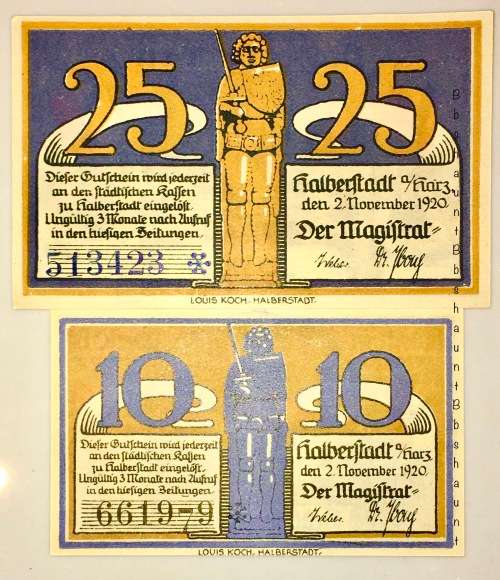 25 25
Dieser Gutschein wird jederzeit
an den städtischen Kassen
zu Halberstadt eingelöst.
Ungültig 3 Monate nach Aufruf
in den hiesigen Zeitungen.
513423
Halberstadt a/Harz
den 2. November 1920.
Der Magistrat
LOUIS KOCH. HALBERSTADT.
10 10
Dieser Gutschein wird jederzeit
an den städtischen Kassen
zu Halberstadt eingelöst.
Ungültig 3 Monate nach Aufruf
in den hiesigen Zeitungen.
6619-9
Halberstadt a/Harz.
den 2. November 1920.
Der Magistrat
LOUIS KOCH. HALBERSTADT.
BbshauntBbshauntBbshaunt